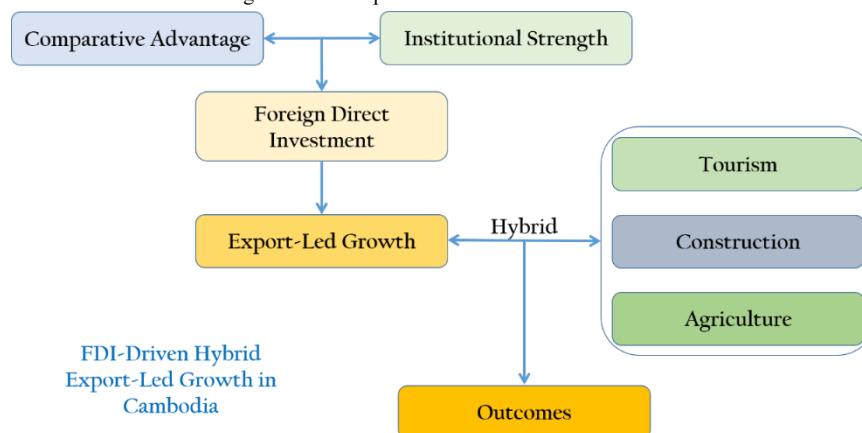 Comparative Advantage
Institutional Strength
Foreign Direct
Investment
Export-Led Growth
Hybrid
Tourism
Construction
Agriculture
FDI-Driven Hybrid
Export-Led Growth in
Cambodia
Outcomes